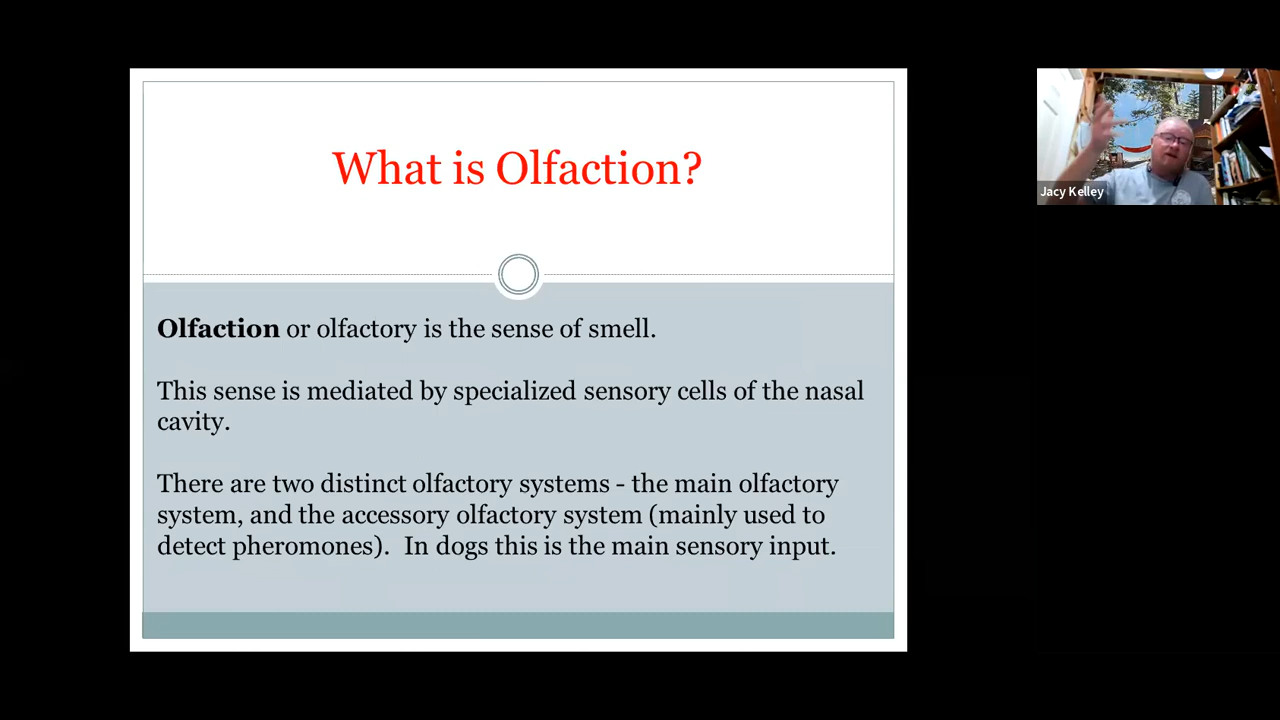 What is Olfaction?
Olfaction or olfactory is the sense of smell.
This sense is mediated by specialized sensory cells of the nasal
cavity.
There are two distinct olfactory systems - the main olfactory
system, and the accessory olfactory system (mainly used to
detect pheromones).  In dogs this is the main sensory input.
Jacy Kelley